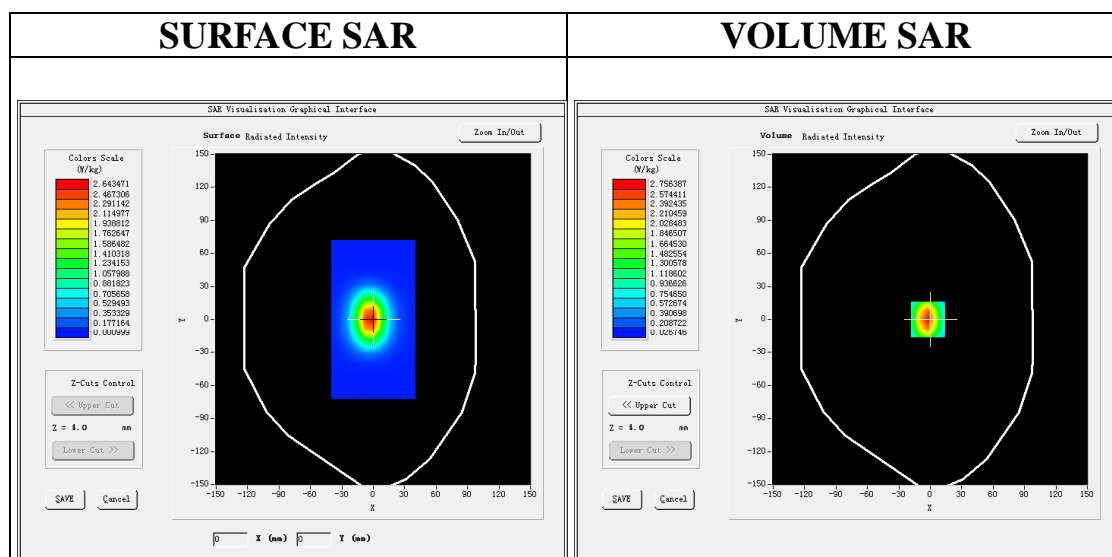 SURFACE SAR
VOLUME SAR
SAR Visualisation Graphical Interface
Surface Radiated Intensity
Zoom In/Out
Colors Scale
(W/kg)
2.643471
2.467306
2.291142
2.114977
1.938812
1.762647
1.586482
1.410318
1.234153
1.057988
0.881823
0.705658
0.529493
0.353329
0.177164
0.000999
Z-Cuts Control
<< Upper Cut
Z = 4.0 mm
Lower Cut >>
SAVE
Cancel
150
120
90
60
30
0
-30
-60
-90
-120
-150
Y
-150 -120 -90 -60 -30 0 30 60 90 120 150
X
0 X (mm) 0 Y (mm)
SAR Visualisation Graphical Interface
Volume Radiated Intensity
Zoom In/Out
Colors Scale
(W/kg)
2.756387
2.574411
2.392435
2.210459
2.028483
1.846507
1.664530
1.482554
1.300578
1.118602
0.936626
0.754650
0.572674
0.390698
0.208722
0.026746
Z-Cuts Control
<< Upper Cut
Z = 4.0 mm
Lower Cut >>
SAVE
Cancel
150
120
90
60
30
0
-30
-60
-90
-120
-150
Y
-150 -120 -90 -60 -30 0 30 60 90 120 150
X